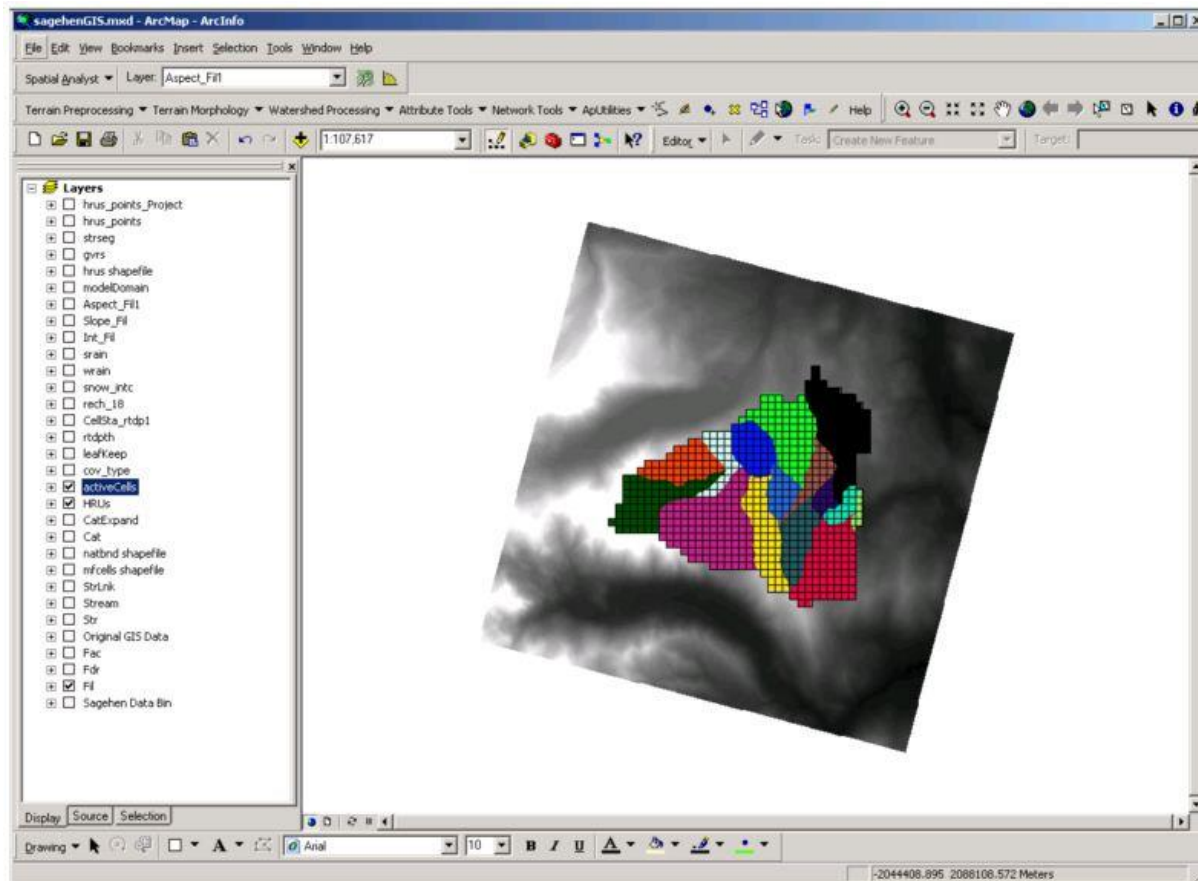 sagehenGIS.mxd - ArcMap - ArcInfo
File Edit View Bookmarks Insert Selection Tools Window Help
Spatial Analyst Layer: Aspect_Fil1
Terrain Preprocessing Terrain Morphology Watershed Processing Attribute Tools Network Tools ApUtilities Help
1:107,617 Editor Task: Create New Feature Target:
Layers
hrus_points_Project
hrus_points
strseg
gvrs
hrus shapefile
modelDomain
Aspect_Fil1
Slope_Fil
Int_Fil
srain
wrain
snow_intc
rech_18
CellSta_rtdp1
rtdpth
leafKeep
cov_type
activeCells
HRUs
CatExpand
Cat
natbnd shapefile
mfcells shapefile
StrLnk
Stream
Str
Original GIS Data
Fac
Fdr
Fil
Sagehen Data Bin
Display Source Selection
Drawing A Arial 10 B I U A
-2044408.895 2088108.572 Meters